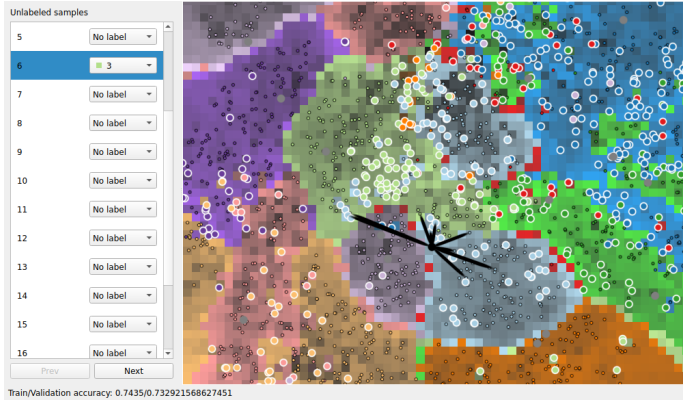 Unlabeled samples
5 No label
6 3
7 No label
8 No label
9 No label
10 No label
11 No label
12 No label
13 No label
14 No label
15 No label
16 No label
Prev Next
Train/Validation accuracy: 0.7435/0.732921568627451